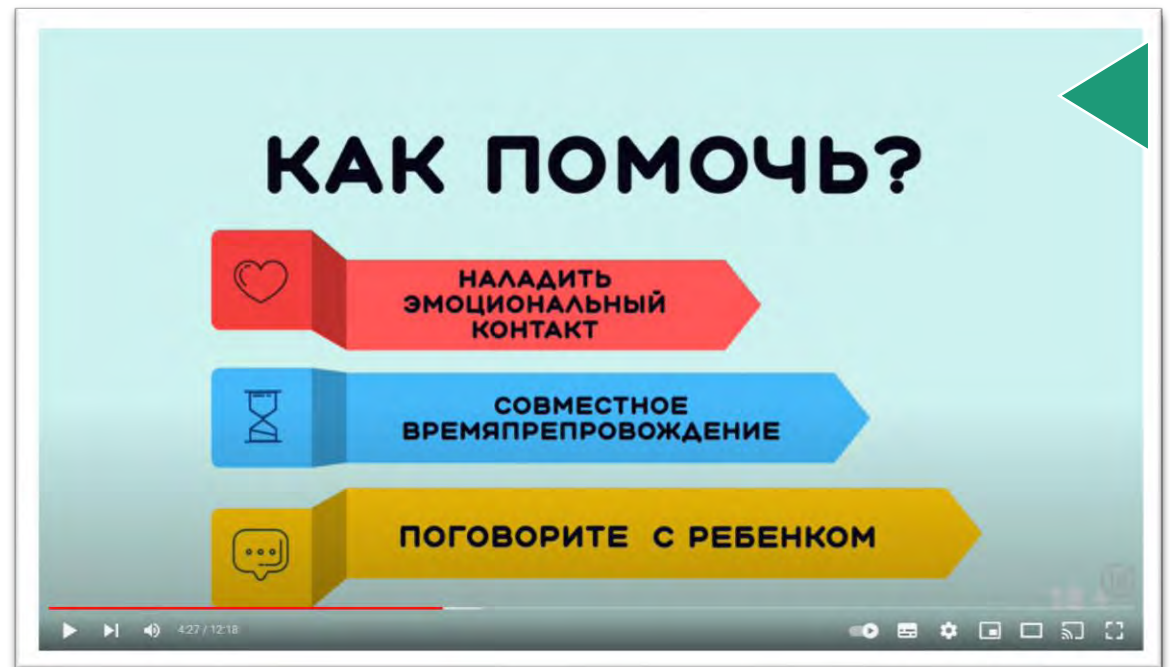 КАК ПОМОЧЬ?
НАЛАДИТЬ
ЭМОЦИОНАЛЬНЫЙ
КОНТАКТ
СОВМЕСТНОЕ
ВРЕМЯПРЕПРОВОЖДЕНИЕ
ПОГОВОРИТЕ С РЕБЕНКОМ
4:27 / 12:18